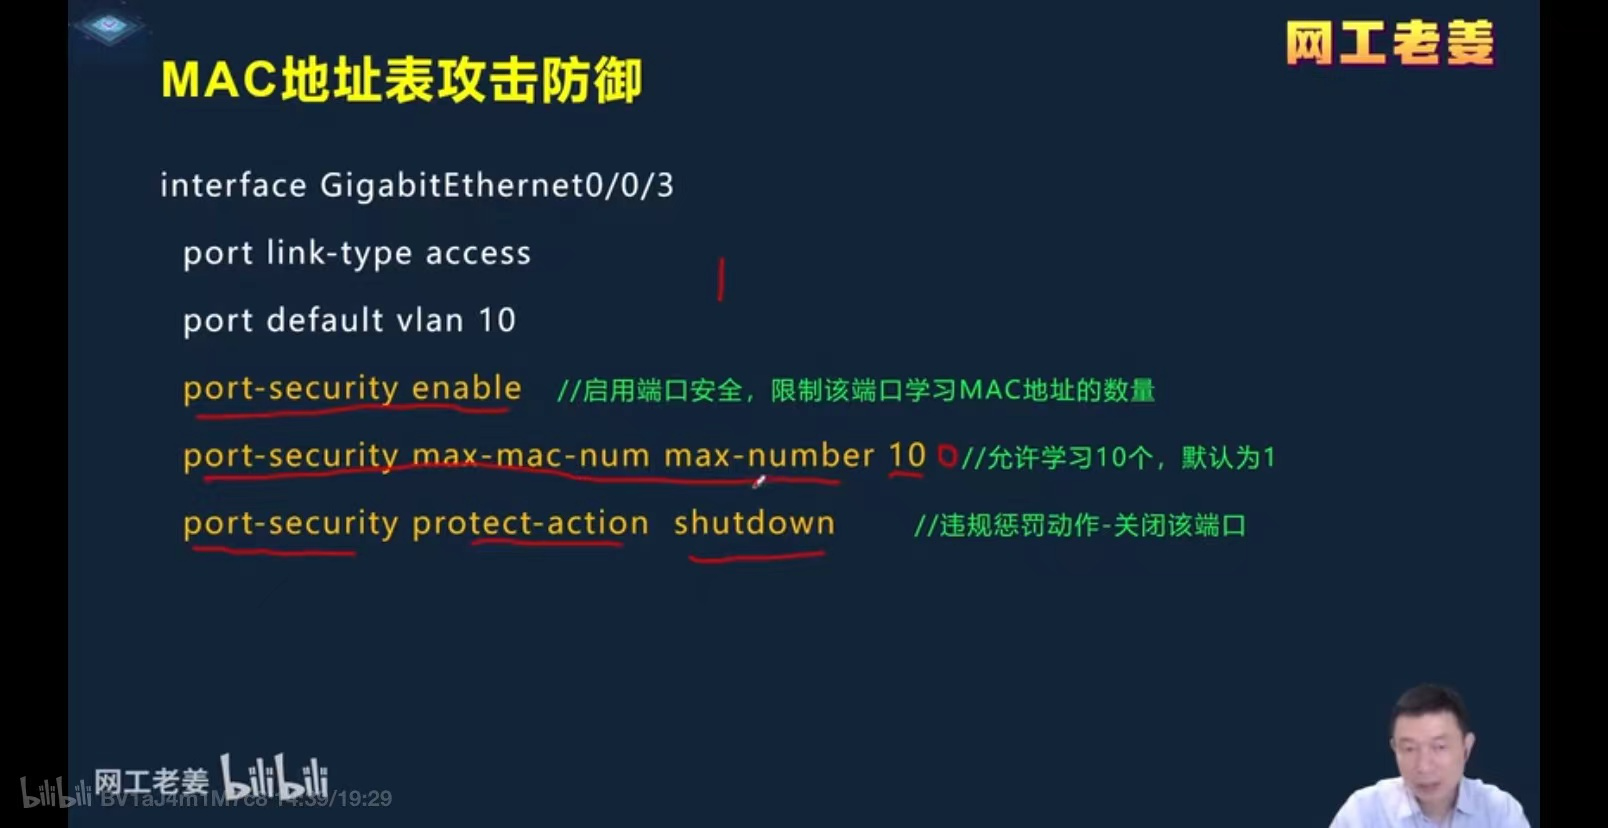 网工老姜
MAC地址表攻击防御
interface GigabitEthernet0/0/3
port link-type access
port default vlan 10
port-security enable //启用端口安全，限制该端口学习MAC地址的数量
port-security max-mac-num max-number 10 //允许学习10个，默认为1
port-security protect-action shutdown //违规惩罚动作-关闭该端口
网工老姜 bilibili
bilibili BV1aJ4m1M7c8 14:39/19:29